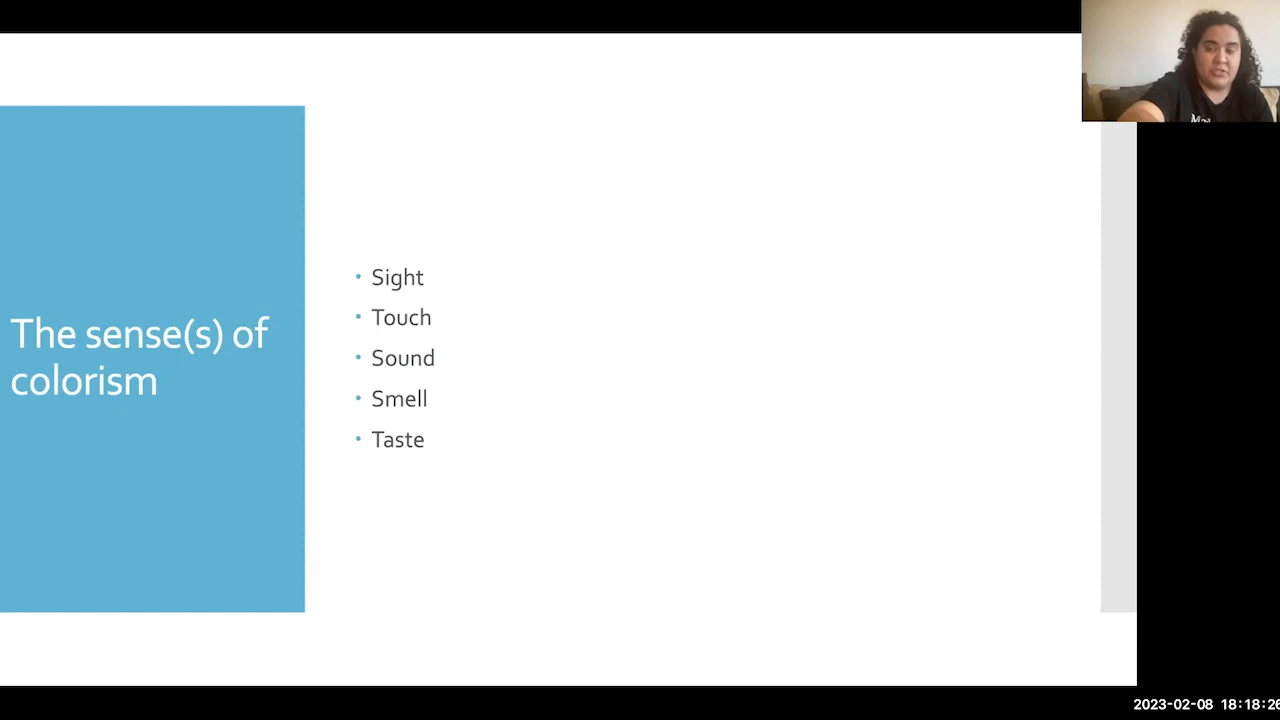 The sense(s) of
colorism
• Sight
• Touch
• Sound
• Smell
• Taste
2023-02-08 18:18:26